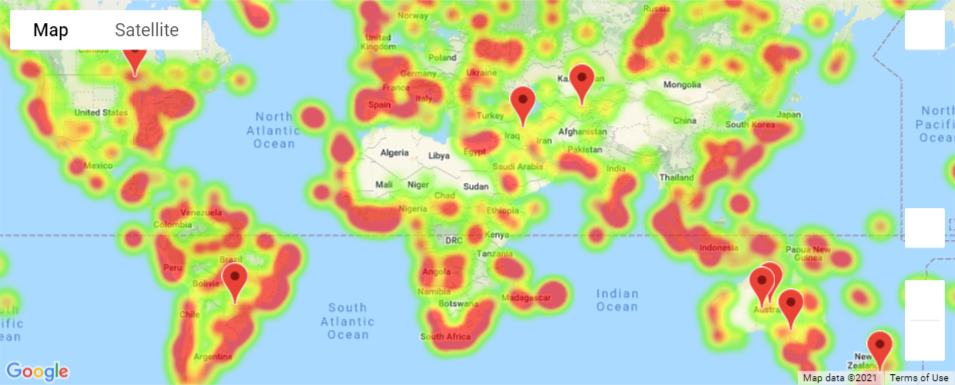 Map Satellite
Norway
Russia
United
Kingdom
Poland
Germany
Ukraine
France
Mongolia
Spain
Italy
United States
North
Atlantic
Ocean
Turkey
China
South Korea
Japan
North
Pacific
Ocean
Iraq
Iran
Afghanistan
Algeria
Libya
Egypt
Pakistan
Mexico
Saudi Arabia
India
Thailand
Mali
Niger
Sudan
Chad
Nigeria
Ethiopia
Venezuela
Colombia
DRC
Kenya
Tanzania
Indonesia
Papua New
Guinea
Brazil
Peru
Bolivia
Angola
Namibia
Botswana
Madagascar
Indian
Ocean
South
Atlantic
Ocean
Chile
South Africa
Argentina
New
Google
Map data ©2021
Terms of Use